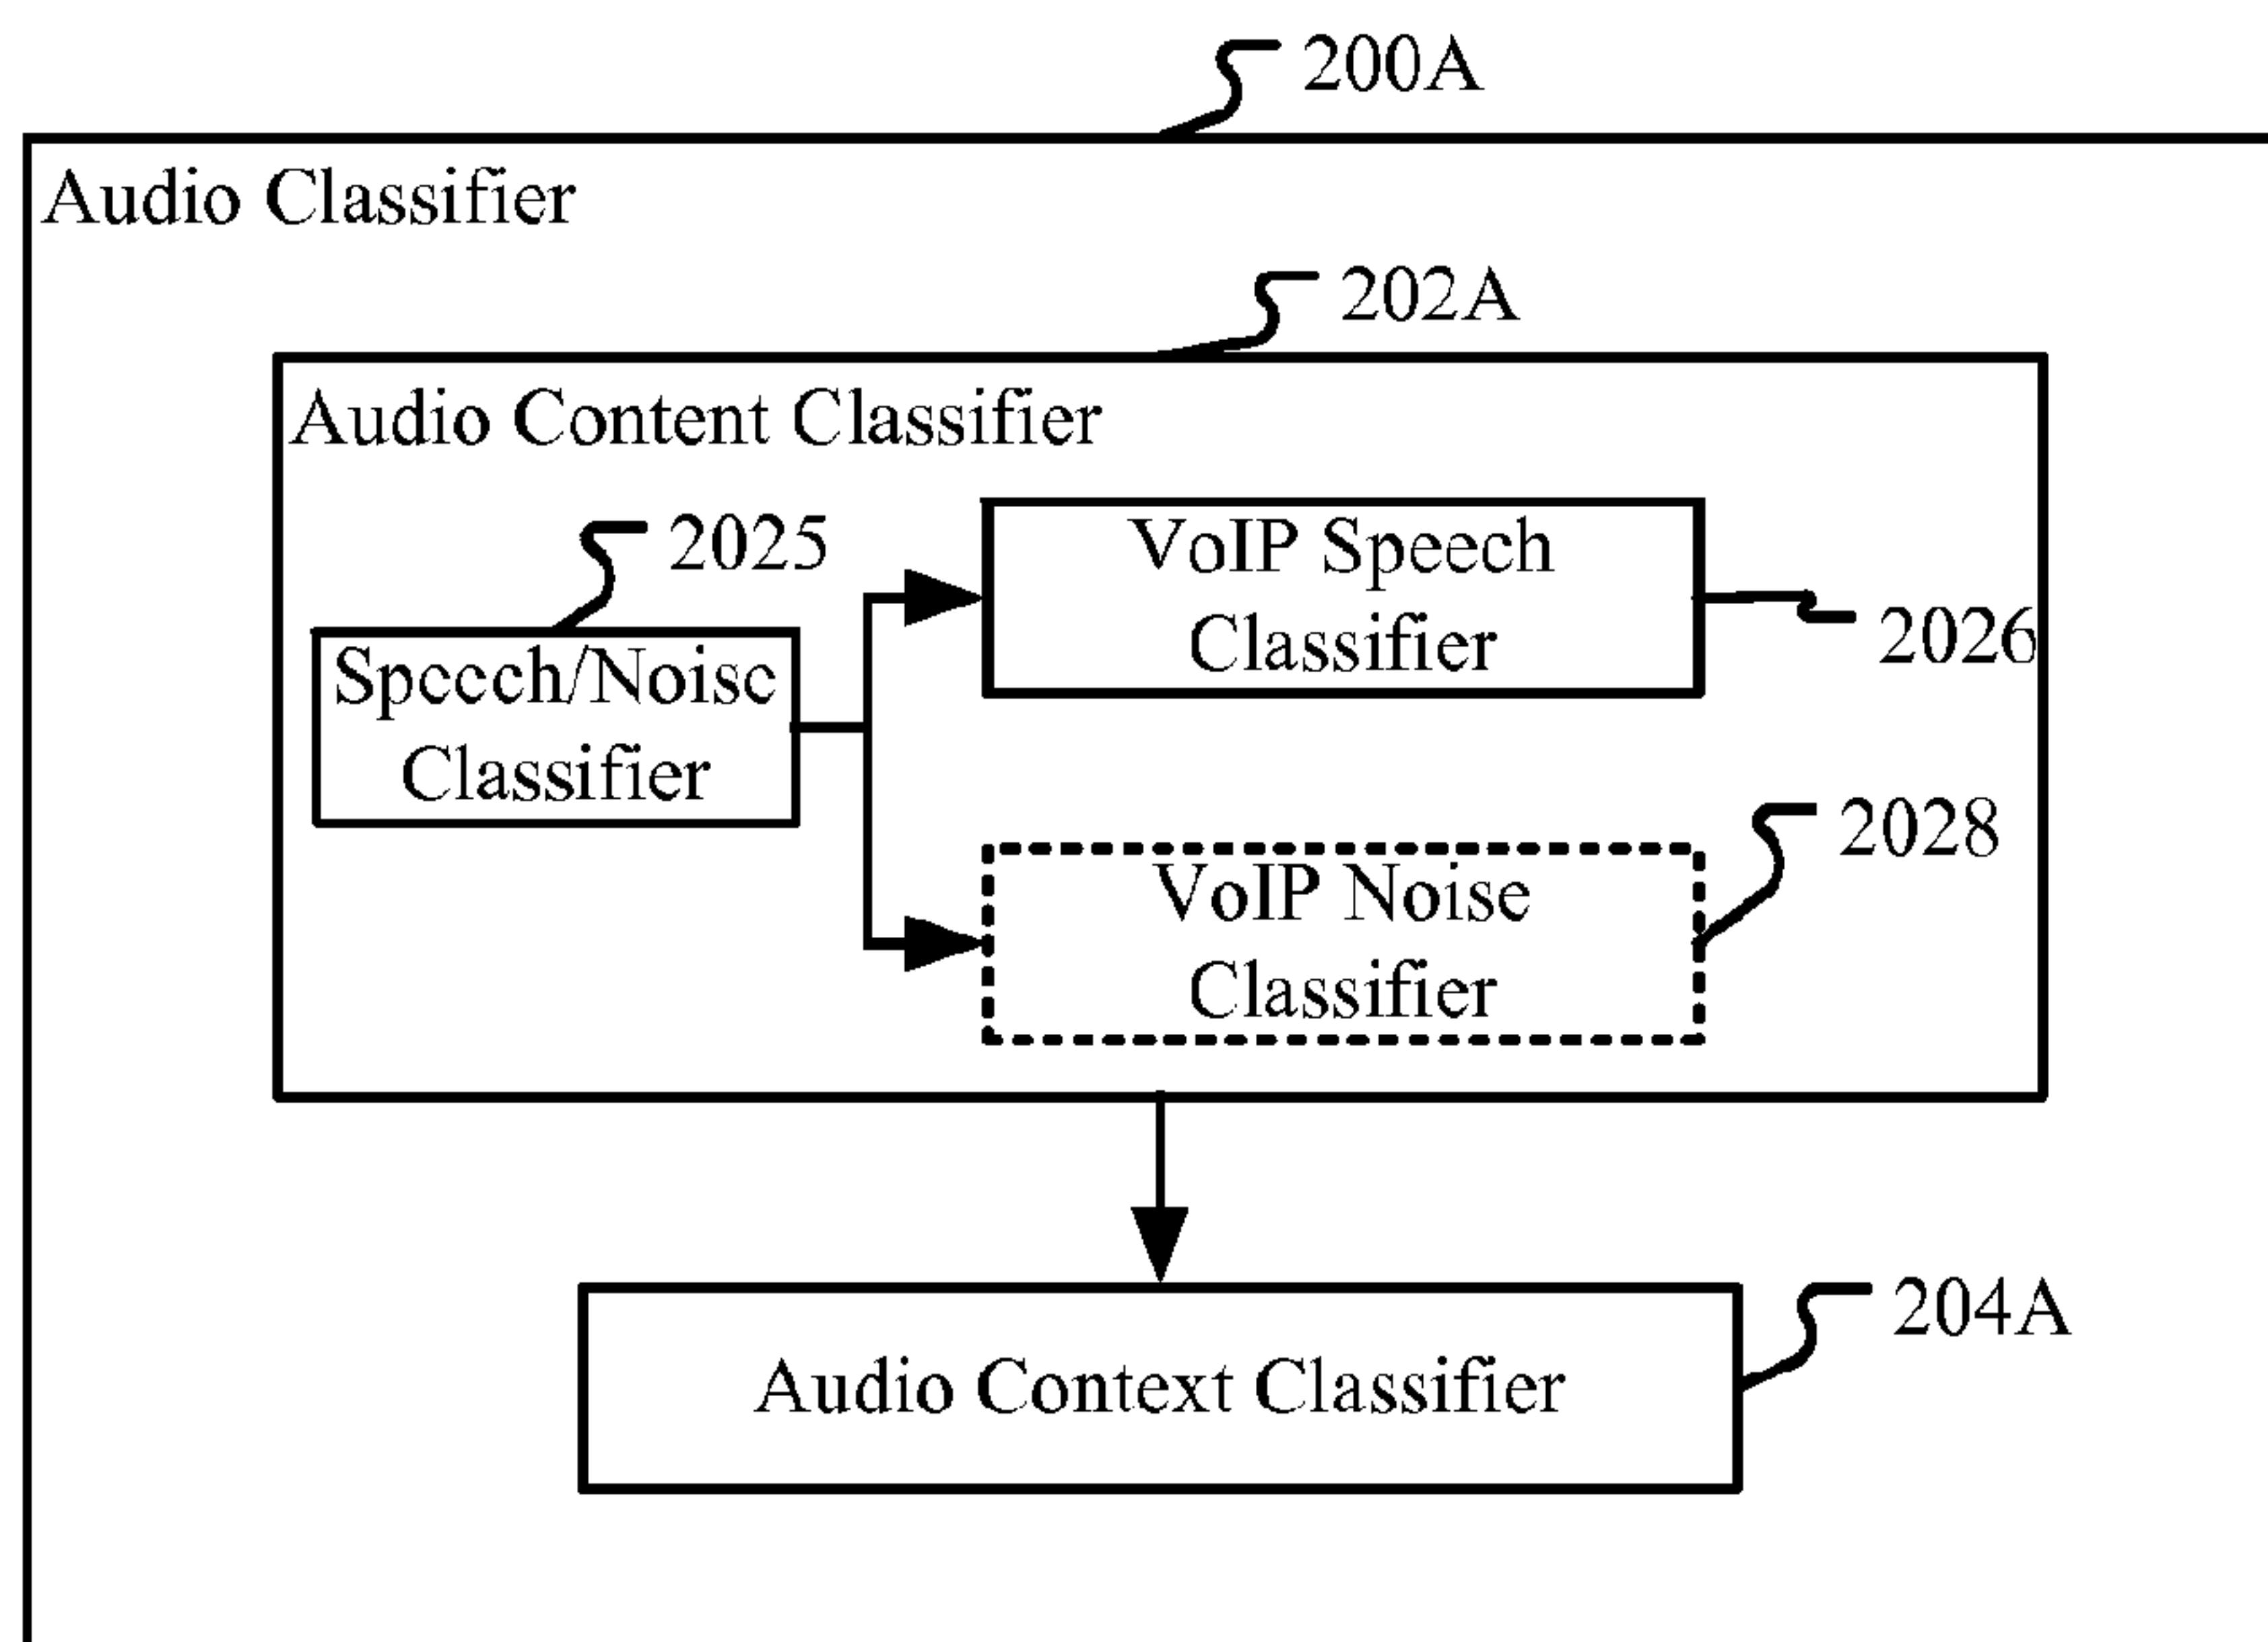 200A
Audio Classifier
202A
Audio Content Classifier
2025
VoIP Speech
Classifier
2026
Speech/Noise
Classifier
2028
VoIP Noise
Classifier
204A
Audio Context Classifier